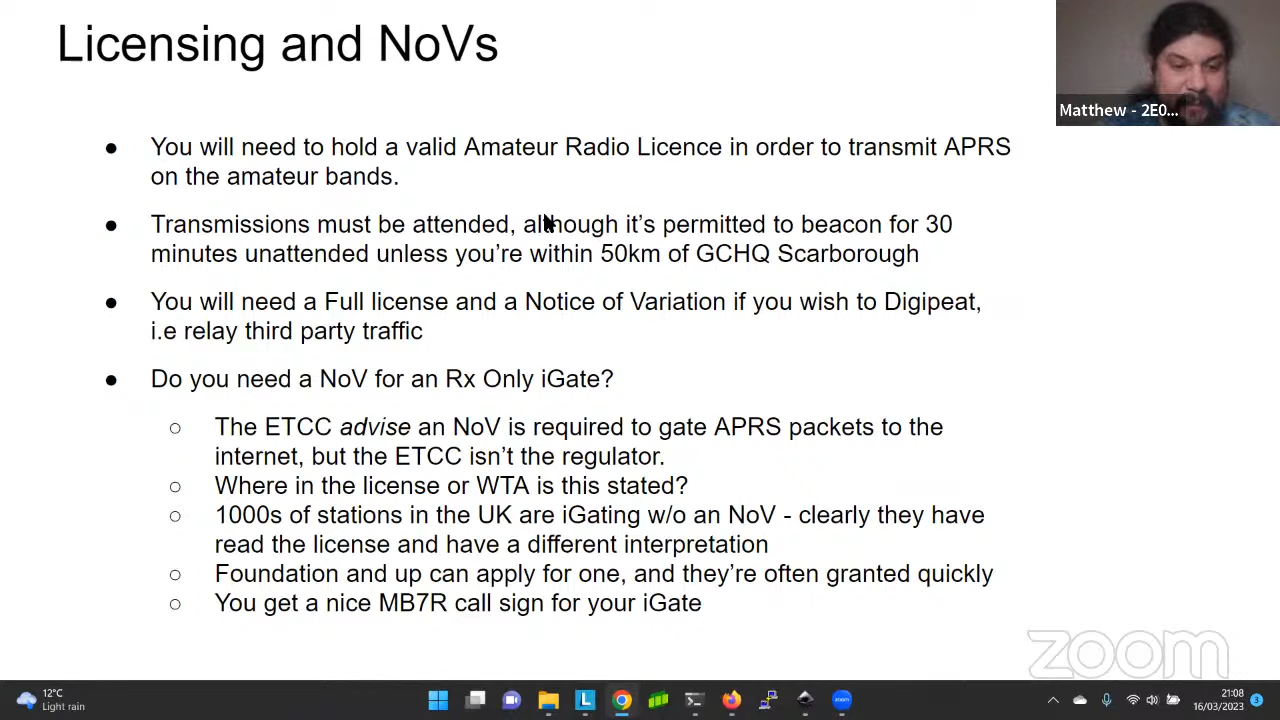 Licensing and NoVs
Matthew - 2E0...
● You will need to hold a valid Amateur Radio Licence in order to transmit APRS
on the amateur bands.
● Transmissions must be attended, although it's permitted to beacon for 30
minutes unattended unless you're within 50km of GCHQ Scarborough
● You will need a Full license and a Notice of Variation if you wish to Digipeat,
i.e relay third party traffic
● Do you need a NoV for an Rx Only iGate?
○ The ETCC advise an NoV is required to gate APRS packets to the
internet, but the ETCC isn't the regulator.
○ Where in the license or WTA is this stated?
○ 1000s of stations in the UK are iGating w/o an NoV - clearly they have
read the license and have a different interpretation
○ Foundation and up can apply for one, and they're often granted quickly
○ You get a nice MB7R call sign for your iGate
zoom
12°C
Light rain
L
zoom
21:08
16/03/2023
3